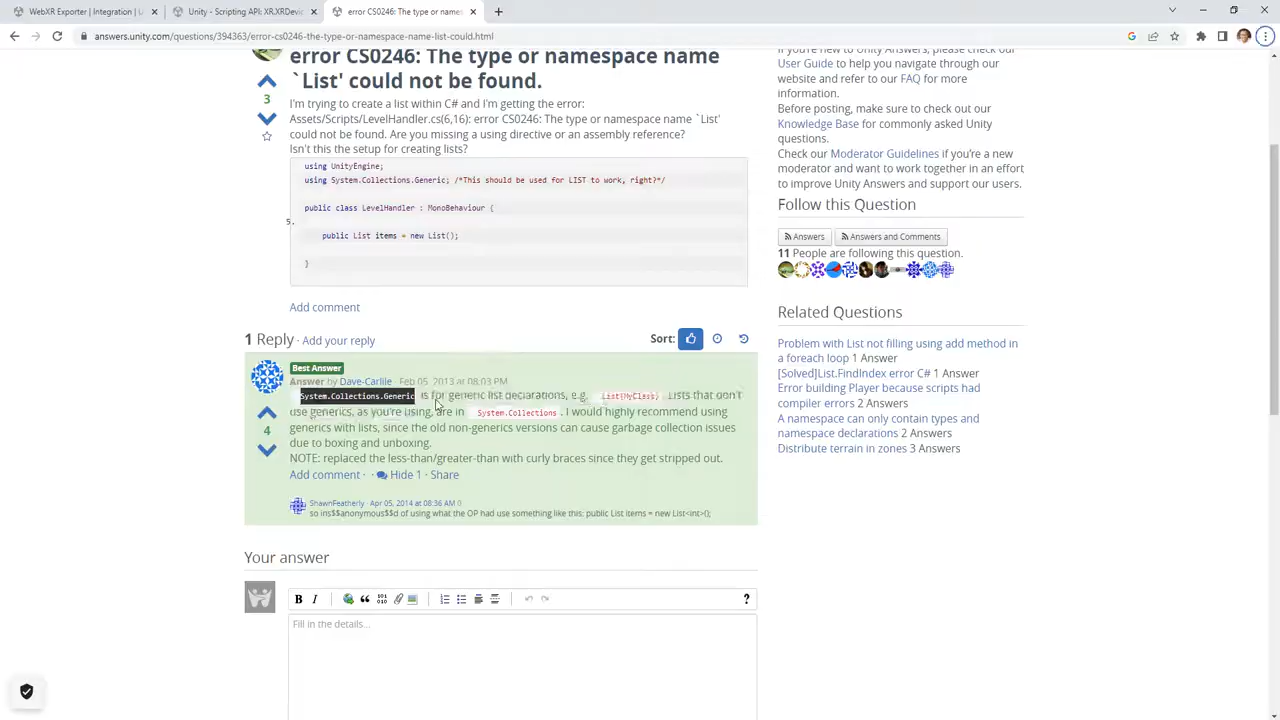 WebXR Exporter | Integration | U
Unity - Scripting API: XR.XRDevic
error CS0246: The type or names
answers.unity.com/questions/394363/error-cs0246-the-type-or-namespace-name-list-could.html
error CS0246: The type or namespace name
`List' could not be found.
3
I'm trying to create a list within C# and I'm getting the error:
Assets/Scripts/LevelHandler.cs(6,16): error CS0246: The type or namespace name `List'
could not be found. Are you missing a using directive or an assembly reference?
Isn't this the setup for creating lists?
using UnityEngine;
using System.Collections.Generic; /*This should be used for LIST to work, right?*/
public class LevelHandler : MonoBehaviour {
5.
public List items = new List();
}
Add comment
1 Reply · Add your reply
Sort:
Best Answer
Answer by Dave-Carlile · Feb 05, 2013 at 08:03 PM
System.Collections.Generic is for generic list declarations, e.g. List{MyClass} Lists that don't
use generics, as you're using, are in System.Collections . I would highly recommend using
generics with lists, since the old non-generics versions can cause garbage collection issues
due to boxing and unboxing.
4
NOTE: replaced the less-than/greater-than with curly braces since they get stripped out.
Add comment · Hide 1 · Share
ShawnFeatherly · Apr 05, 2014 at 08:36 AM 0
so ins$$anonymous$$d of using what the OP had use something like this: public List items = new List<int>();
Your answer
B I
?
Fill in the details...
If you're new to Unity Answers, please check our
User Guide to help you navigate through our
website and refer to our FAQ for more
information.
Before posting, make sure to check out our
Knowledge Base for commonly asked Unity
questions.
Check our Moderator Guidelines if you're a new
moderator and want to work together in an effort
to improve Unity Answers and support our users.
Follow this Question
Answers
Answers and Comments
11 People are following this question.
Related Questions
Problem with List not filling using add method in
a foreach loop 1 Answer
[Solved]List.FindIndex error C# 1 Answer
Error building Player because scripts had
compiler errors 2 Answers
A namespace can only contain types and
namespace declarations 2 Answers
Distribute terrain in zones 3 Answers